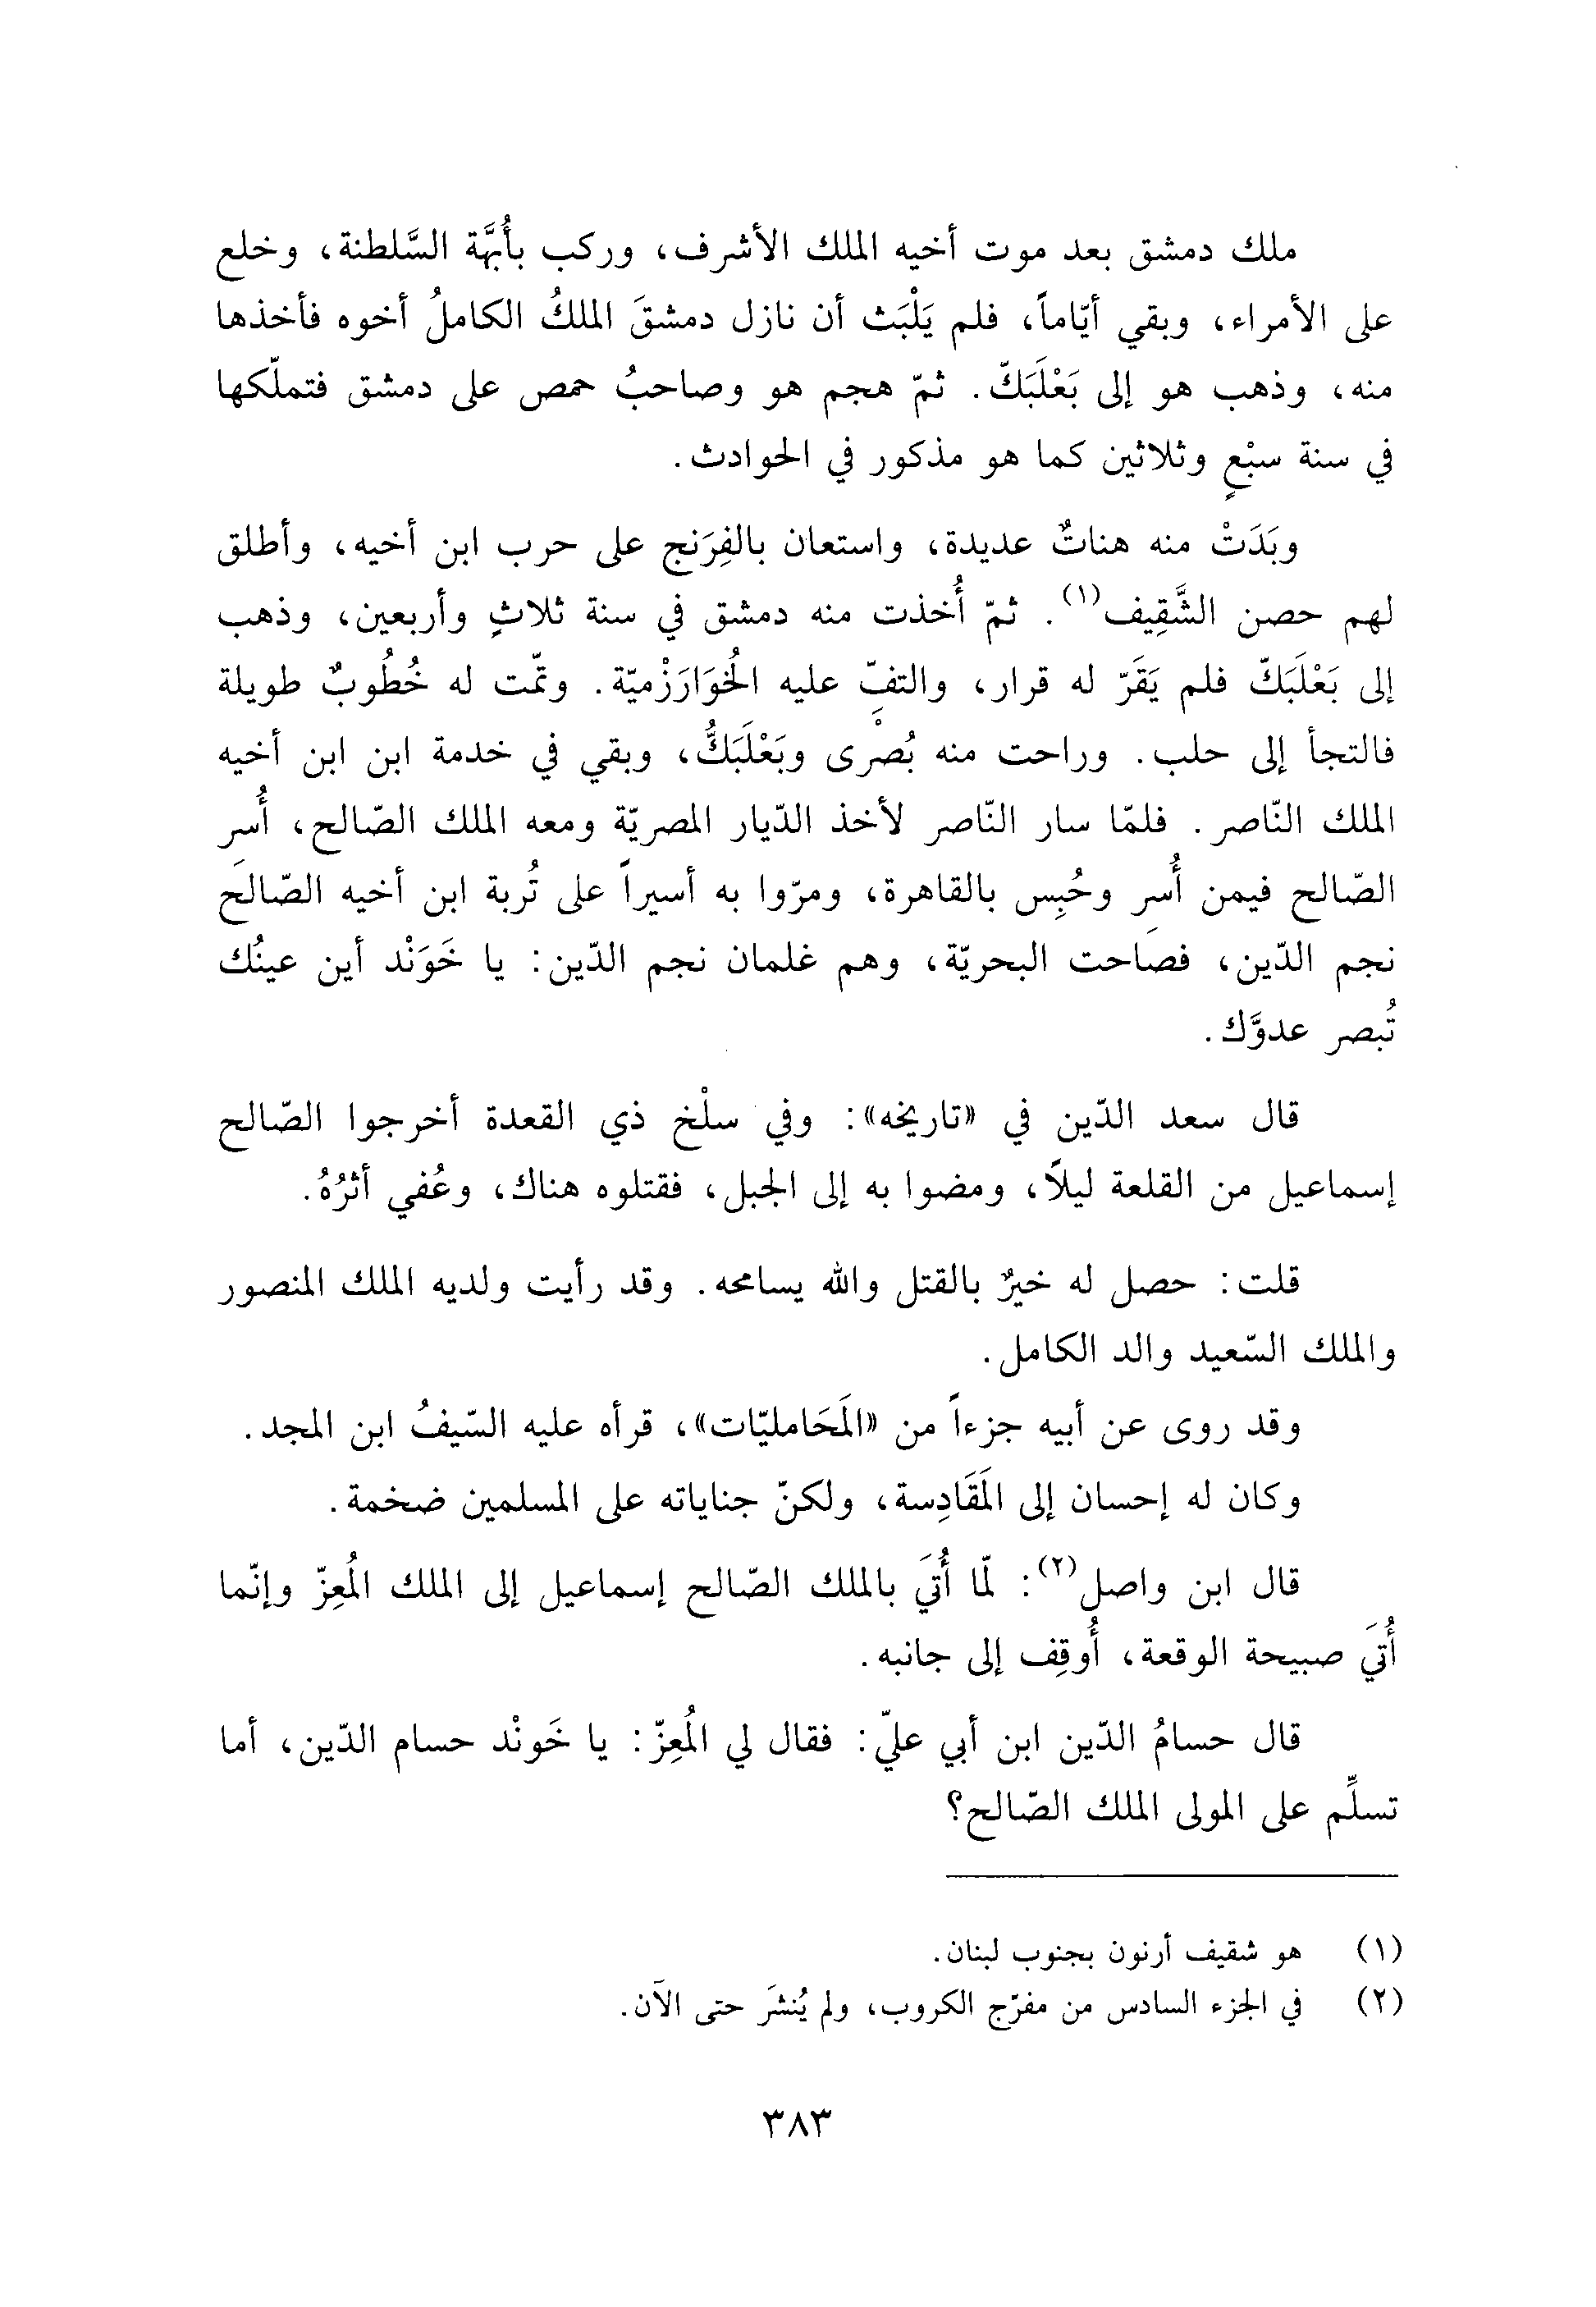 ملك دمشق بعد موت أخيه الملك الأشرف، وركب بأُبَّهَة السَّلطنة، وخلع
على الأمراء، وبقي أيّاماً، فلم يَلْبَث أن نازل دمشقَ الملكُ الكاملُ أخوه فأخذها
منه، وذهب هو إلى بَعْلَبَكّ. ثمّ هجم هو وصاحبُ حمص على دمشق فتملّكها
في سنة سبْعٍ وثلاثين كما هو مذكور في الحوادث.
وبَدَتْ منه هناتٌ عديدة، واستعان بالفِرَنج على حرب ابن أخيه، وأطلق
لهم حصن الشَّقِيف(١). ثمّ أُخذت منه دمشق في سنة ثلاثٍ وأربعين، وذهب
إلى بَعْلَبَكّ فلم يَقَرّ له قرار، والتفّ عليه الخُوَارَزْميّة. وتمّت له خُطُوبٌ طويلة
فالتجأ إلى حلب. وراحت منه بُصْرِى وبَعْلَبَكُّ، وبقي في خدمة ابن ابن أخيه
الملك النّاصر. فلمّا سار النّاصر لأخذ الدّيار المصريّة ومعه الملك الصّالح، أُسِر
الصّالح فيمن أُسِر وحُبِس بالقاهرة، ومرّوا به أسيراً على تُربة ابن أخيه الصّالحَ
نجم الدّين، فصاحت البحريّة، وهم غلمان نجم الدّين: يا خَوَنْد أين عينُك
تُبصر عدوَّك.
قال سعد الدّين في «تاريخه»: وفي سلْخ ذي القعدة أخرجوا الصّالح
إسماعيل من القلعة ليلاً، ومضوا به إلى الجبل، فقتلوه هناك، وعُفي أثرُهُ.
قلت: حصل له خيرٌ بالقتل والله يسامحه. وقد رأيت ولديه الملك المنصور
والملك السّعيد والد الكامل.
وقد روى عن أبيه جزءاً من «المَحَامليّات»، قرأه عليه السّيفُ ابن المجد.
وكان له إحسان إلى المَقَادِسة، ولكنّ جناياته على المسلمين ضخمة.
قال ابن واصل(٢): لمّا أُتيَ بالملك الصّالح إسماعيل إلى الملك المُعِزّ وإنّما
أُتيَ صبيحة الوقعة، أُوقِف إلى جانبه.
قال حسامُ الدّين ابن أبي عليّ: فقال لي المُعِزّ: يا خَونْد حسام الدّين، أما
تسلِّم على المولى الملك الصّالح؟
(١) هو شقيف أرنون بجنوب لبنان.
(٢) في الجزء السادس من مفرّج الكروب، ولم يُنشَر حتى الآن.
٣٨٣